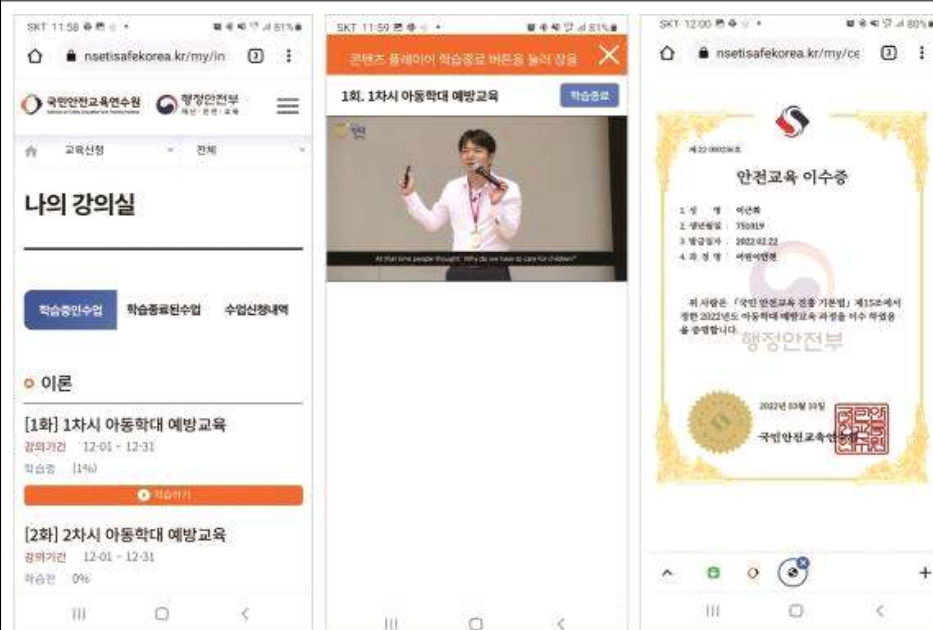 SKT 11:58
81%
nsetisafekorea.kr/my/in
국민안전교육연수원
행정안전부
교육신청
전체
나의 강의실
학습중인수업
학습종료된수업
수업신청내역
이론
[1화] 1차시 아동학대 예방교육
강의기간 12-01 ~ 12-31
학습중 (1%)
학습하기
[2화] 2차시 아동학대 예방교육
강의기간 12-01 ~ 12-31
학습전 0%
SKT 11:59
81%
콘텐츠 플레이어 학습종료 버튼을 눌러 잠음
1회. 1차시 아동학대 예방교육
학습종료
At that time people thought "Why do we have to care for children?"
SKT 12:00
80%
nsetisafekorea.kr/my/ce
안전교육 이수증
1. 성 명 이근화
2. 생년월일 : 751019
3. 발급일자 : 2022.02.22
4. 과 정 명 : 어린이안전
위 사람은 「국민 안전교육 진흥 기본법」 제15조에서
정한 2022년도 아동학대 예방교육 과정을 이수 하였음
을 증명합니다.
행정안전부
2022년 03월 10일
국민안전교육연수원